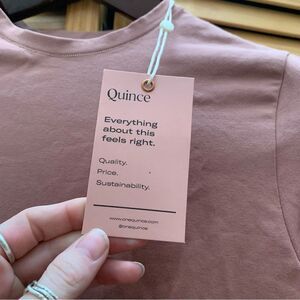 Quince
Everything
about this
feels right.
Quality.
Price.
Sustainability.
www.onequince.com
@onequince